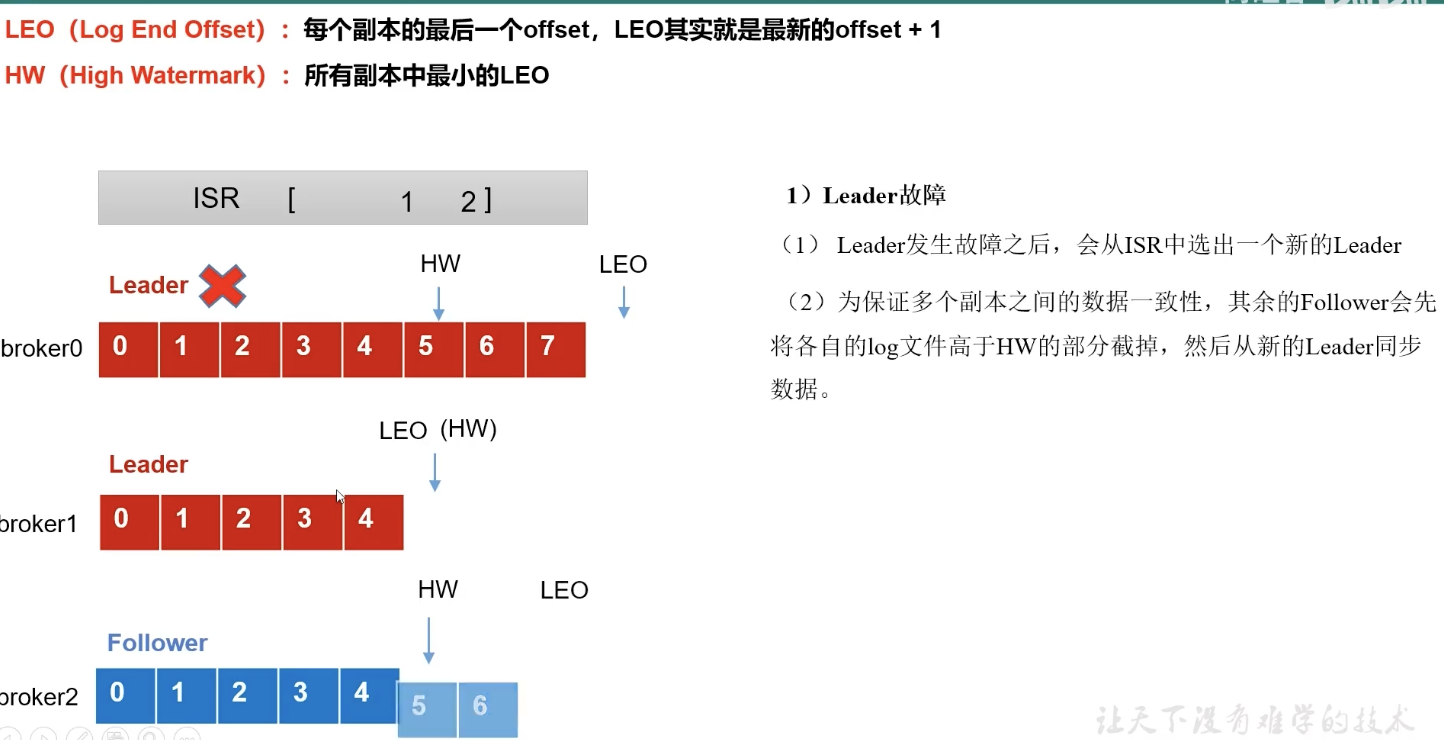 LEO（Log End Offset）：每个副本的最后一个offset，LEO其实就是最新的offset + 1
HW（High Watermark）：所有副本中最小的LEO
ISR [ 1 2 ]
HW LEO
Leader
broker0 0 1 2 3 4 5 6 7
LEO（HW）
Leader
broker1 0 1 2 3 4
HW LEO
Follower
broker2 0 1 2 3 4 5 6
1）Leader故障
（1） Leader发生故障之后，会从ISR中选出一个新的Leader
（2）为保证多个副本之间的数据一致性，其余的Follower会先
将各自的log文件高于HW的部分截掉，然后从新的Leader同步
数据。
让天下没有难学的技术